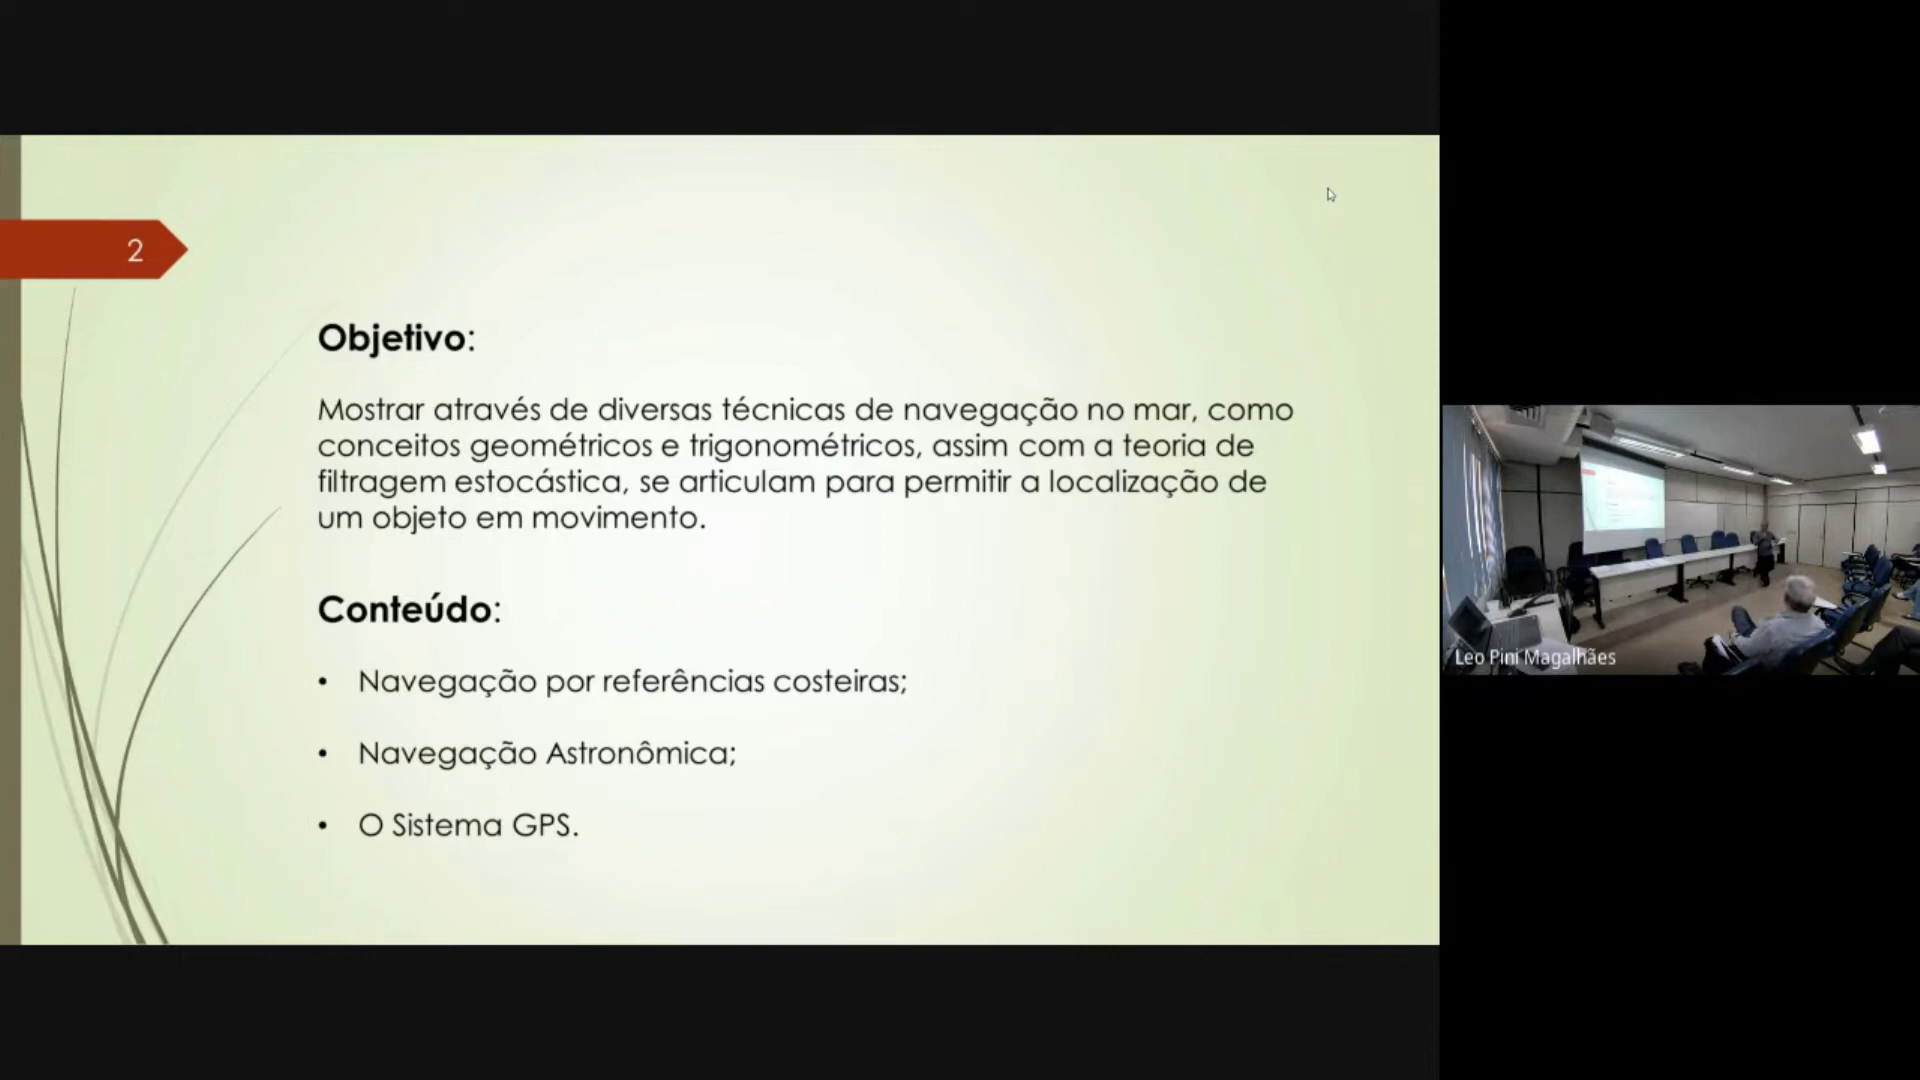 2
Objetivo:
Mostrar através de diversas técnicas de navegação no mar, como
conceitos geométricos e trigonométricos, assim com a teoria de
filtragem estocástica, se articulam para permitir a localização de
um objeto em movimento.
Conteúdo:
• Navegação por referências costeiras;
• Navegação Astronômica;
• O Sistema GPS.
Leo Pini Magalhães